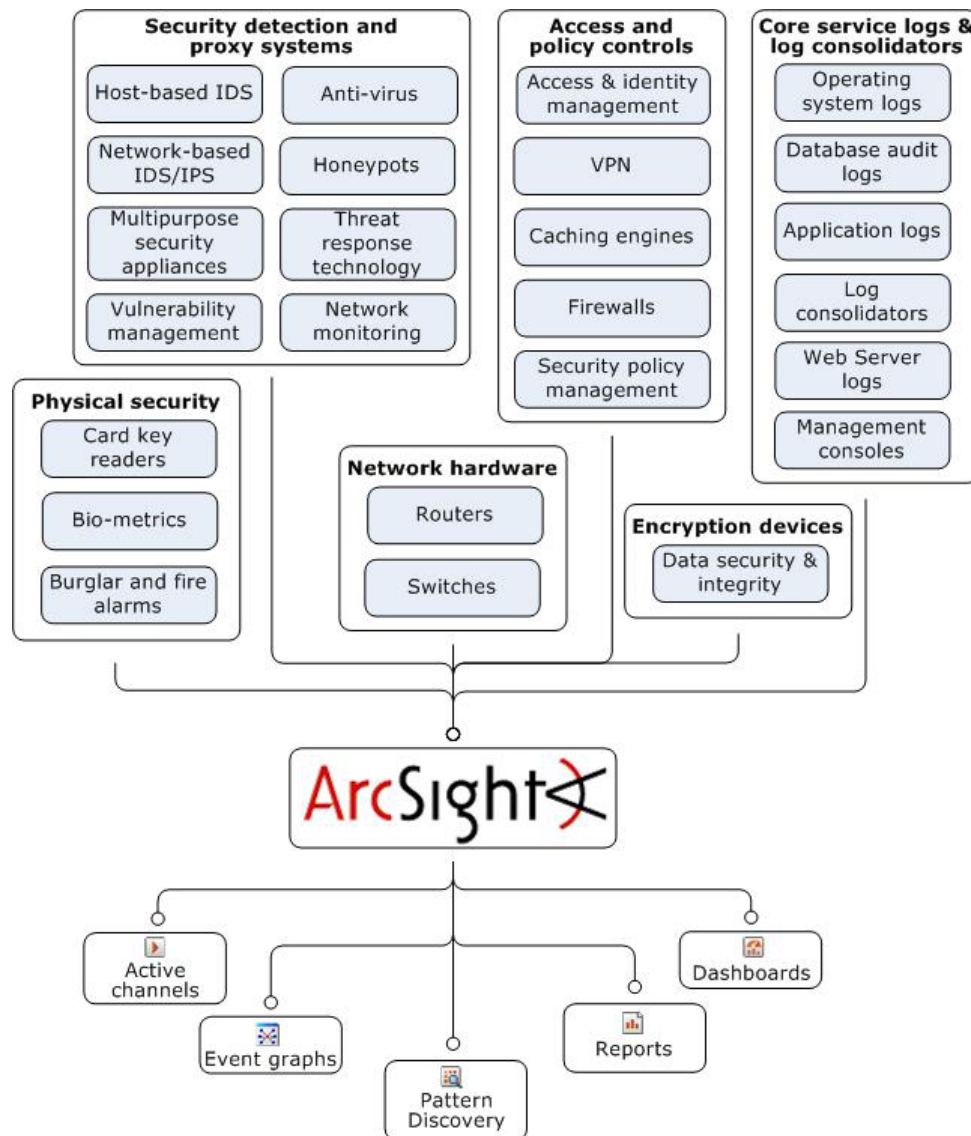 Security detection and
proxy systems
Host-based IDS
Anti-virus
Network-based
IDS/IPS
Honeypots
Multipurpose
security
appliances
Threat
response
technology
Vulnerability
management
Network
monitoring
Access and
policy controls
Access & identity
management
VPN
Caching engines
Firewalls
Security policy
management
Core service logs &
log consolidators
Operating
system logs
Database audit
logs
Application logs
Log
consolidators
Web Server
logs
Management
consoles
Physical security
Card key
readers
Bio-metrics
Burglar and fire
alarms
Network hardware
Routers
Switches
Encryption devices
Data security &
integrity
ArcSight
Active
channels
Event graphs
Pattern
Discovery
Reports
Dashboards